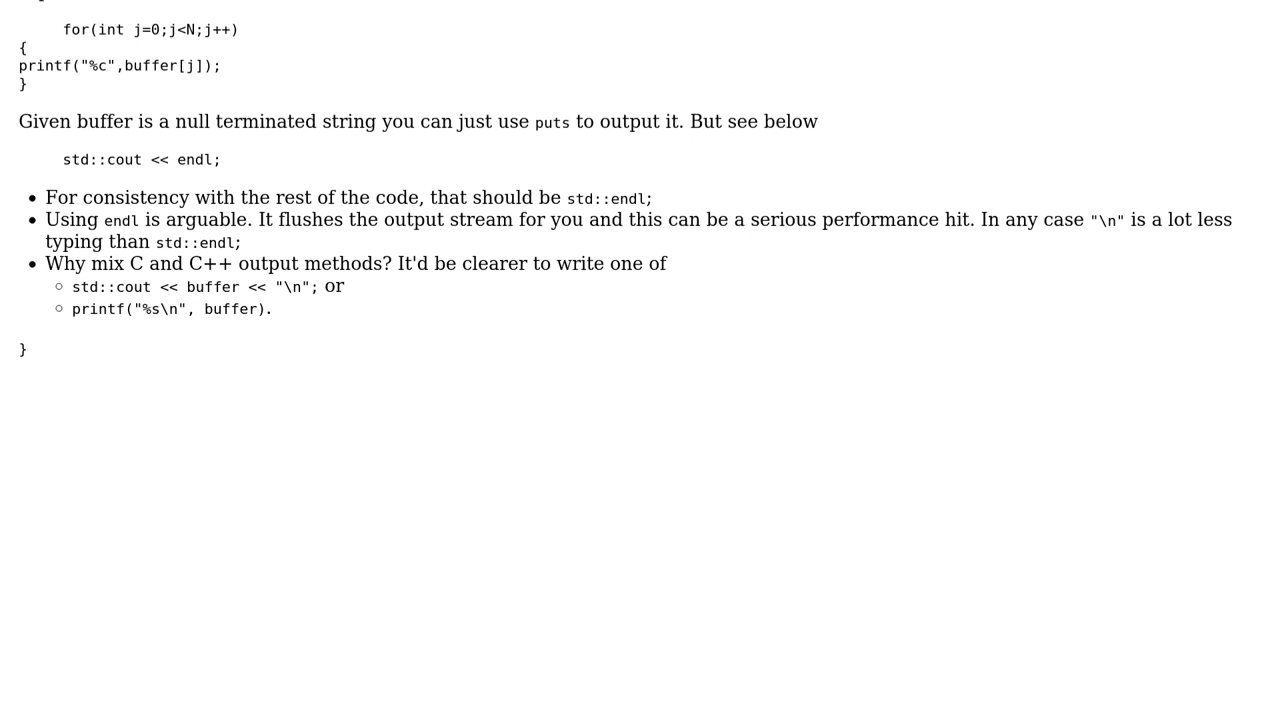 for(int j=0;j<N;j++)
{
printf("%c",buffer[j]);
}
Given buffer is a null terminated string you can just use puts to output it. But see below
std::cout << endl;
• For consistency with the rest of the code, that should be std::endl;
• Using endl is arguable. It flushes the output stream for you and this can be a serious performance hit. In any case "\n" is a lot less
typing than std::endl;
• Why mix C and C++ output methods? It'd be clearer to write one of
○ std::cout << buffer << "\n"; or
○ printf("%s\n", buffer).
}